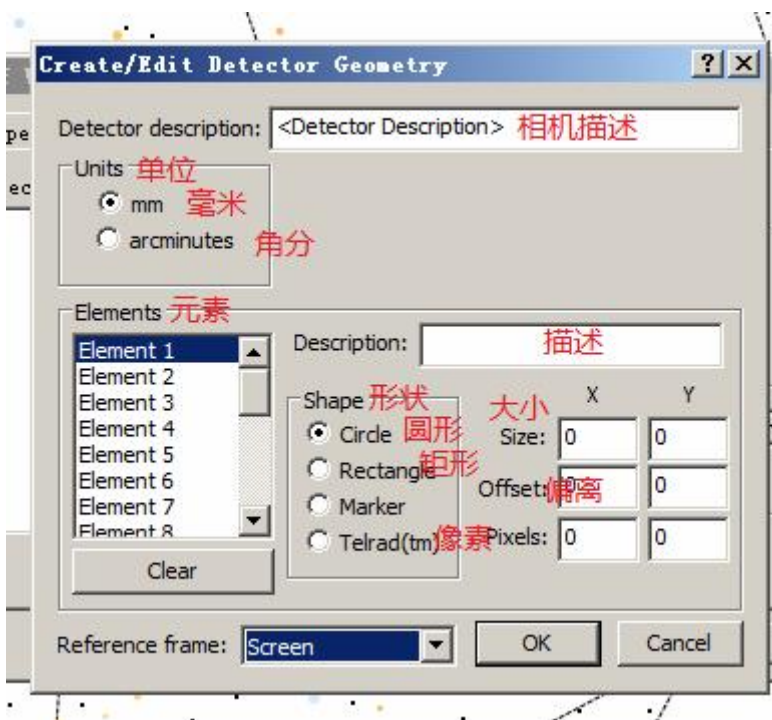 Create/Edit Detector Geometry
Detector description: <Detector Description> 相机描述
Units 单位
mm 毫米
arcminutes 角分
Elements 元素
Element 1
Element 2
Element 3
Element 4
Element 5
Element 6
Element 7
Element 8
Clear
Description: 描述
Shape 形状
Circle 圆形
Rectangle 矩形
Marker
Telrad(tm)
大小 X Y
Size: 0 0
Offset: 偏离 0
像素 Pixels: 0 0
Reference frame: Screen
OK
Cancel